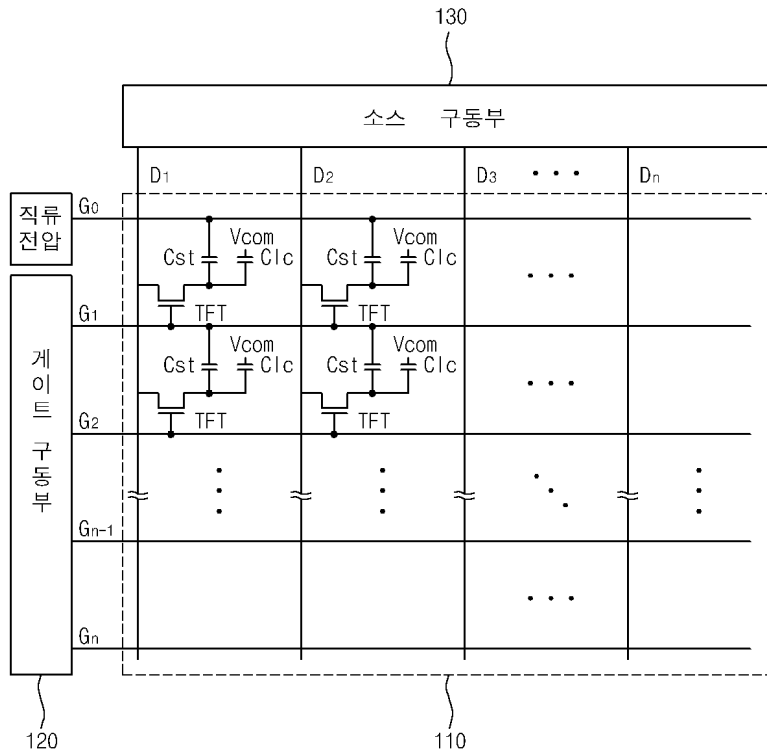 130
소스 구동부
D1 D2 D3 • • • Dn
직류
전압
G0
Vcom Vcom
Cst Clc Cst Clc
• • •
TFT TFT
G1
Vcom Vcom
Cst Clc Cst Clc
• • •
TFT TFT
G2
게이트 구동부
Gn-1
• • •
Gn
120 110